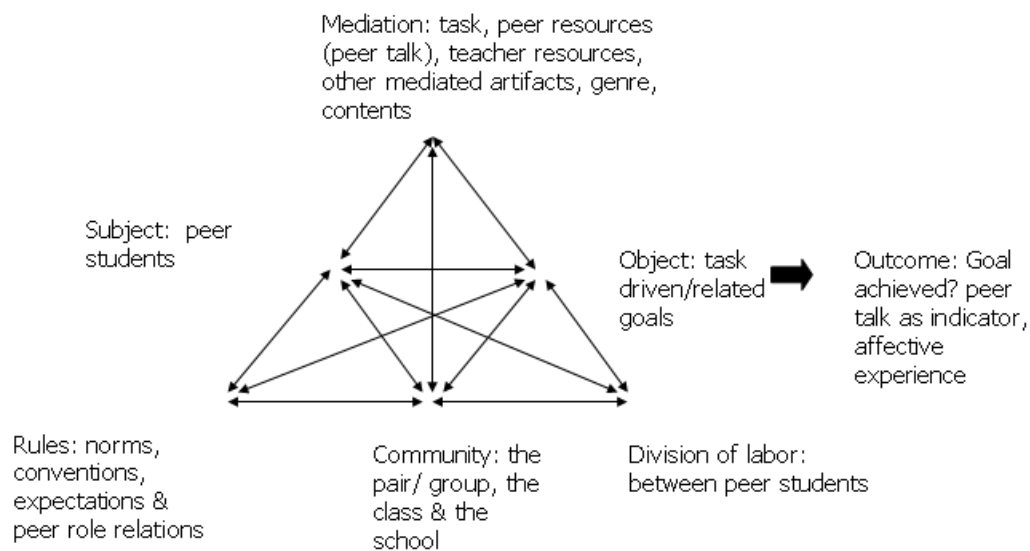 Mediation: task, peer resources
(peer talk), teacher resources,
other mediated artifacts, genre,
contents
Subject: peer
students
Object: task
driven/related
goals
Outcome: Goal
achieved? peer
talk as indicator,
affective
experience
Rules: norms,
conventions,
expectations &
peer role relations
Community: the
pair/ group, the
class & the
school
Division of labor:
between peer students